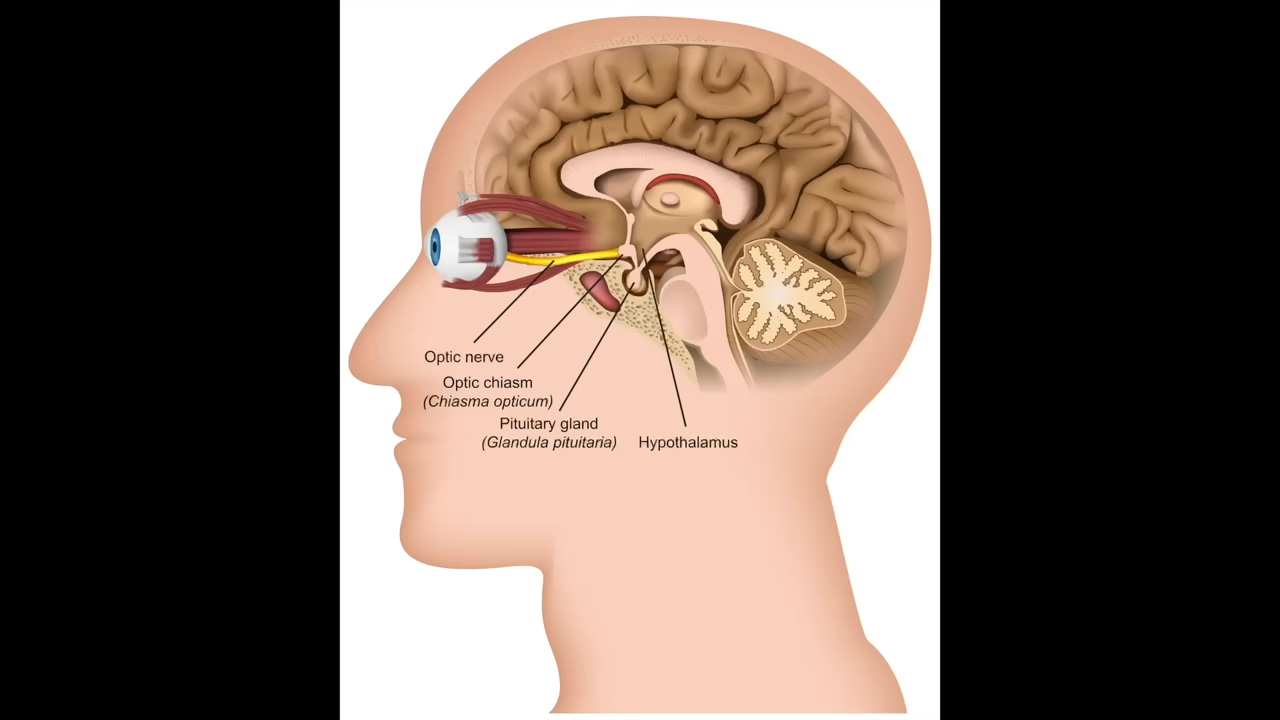 Optic nerve
Optic chiasm
(Chiasma opticum)
Pituitary gland
(Glandula pituitaria)
Hypothalamus